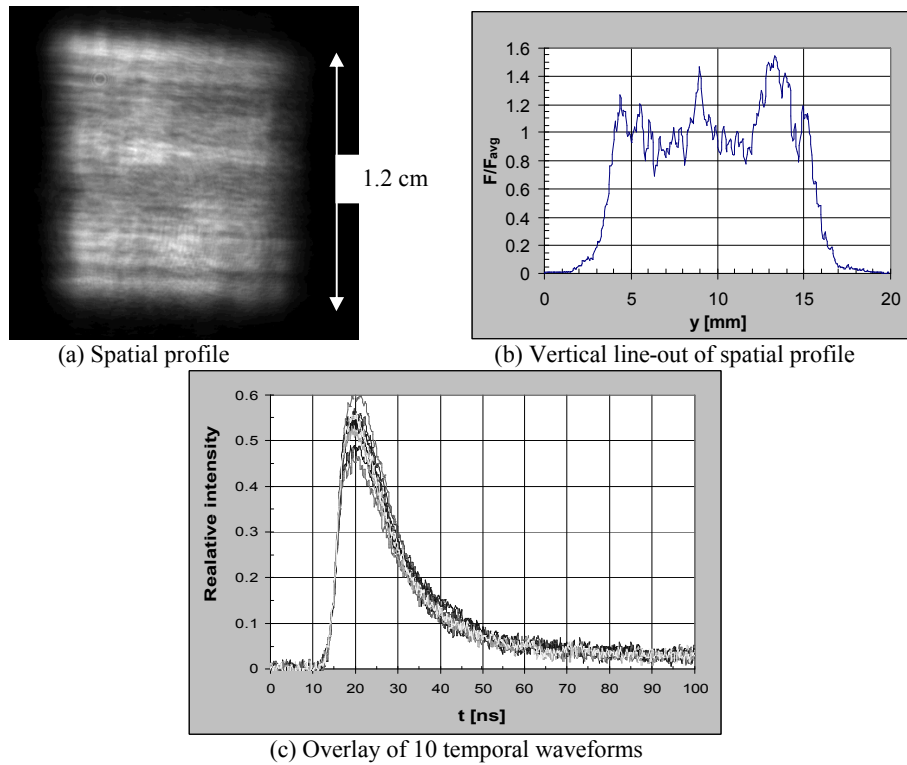 1.2 cm
(a) Spatial profile
F/Favg
1.6
1.4
1.2
1
0.8
0.6
0.4
0.2
0
0 5 10 15 20
y [mm]
(b) Vertical line-out of spatial profile
Realative intensity
0.6
0.5
0.4
0.3
0.2
0.1
0
0 10 20 30 40 50 60 70 80 90 100
t [ns]
(c) Overlay of 10 temporal waveforms